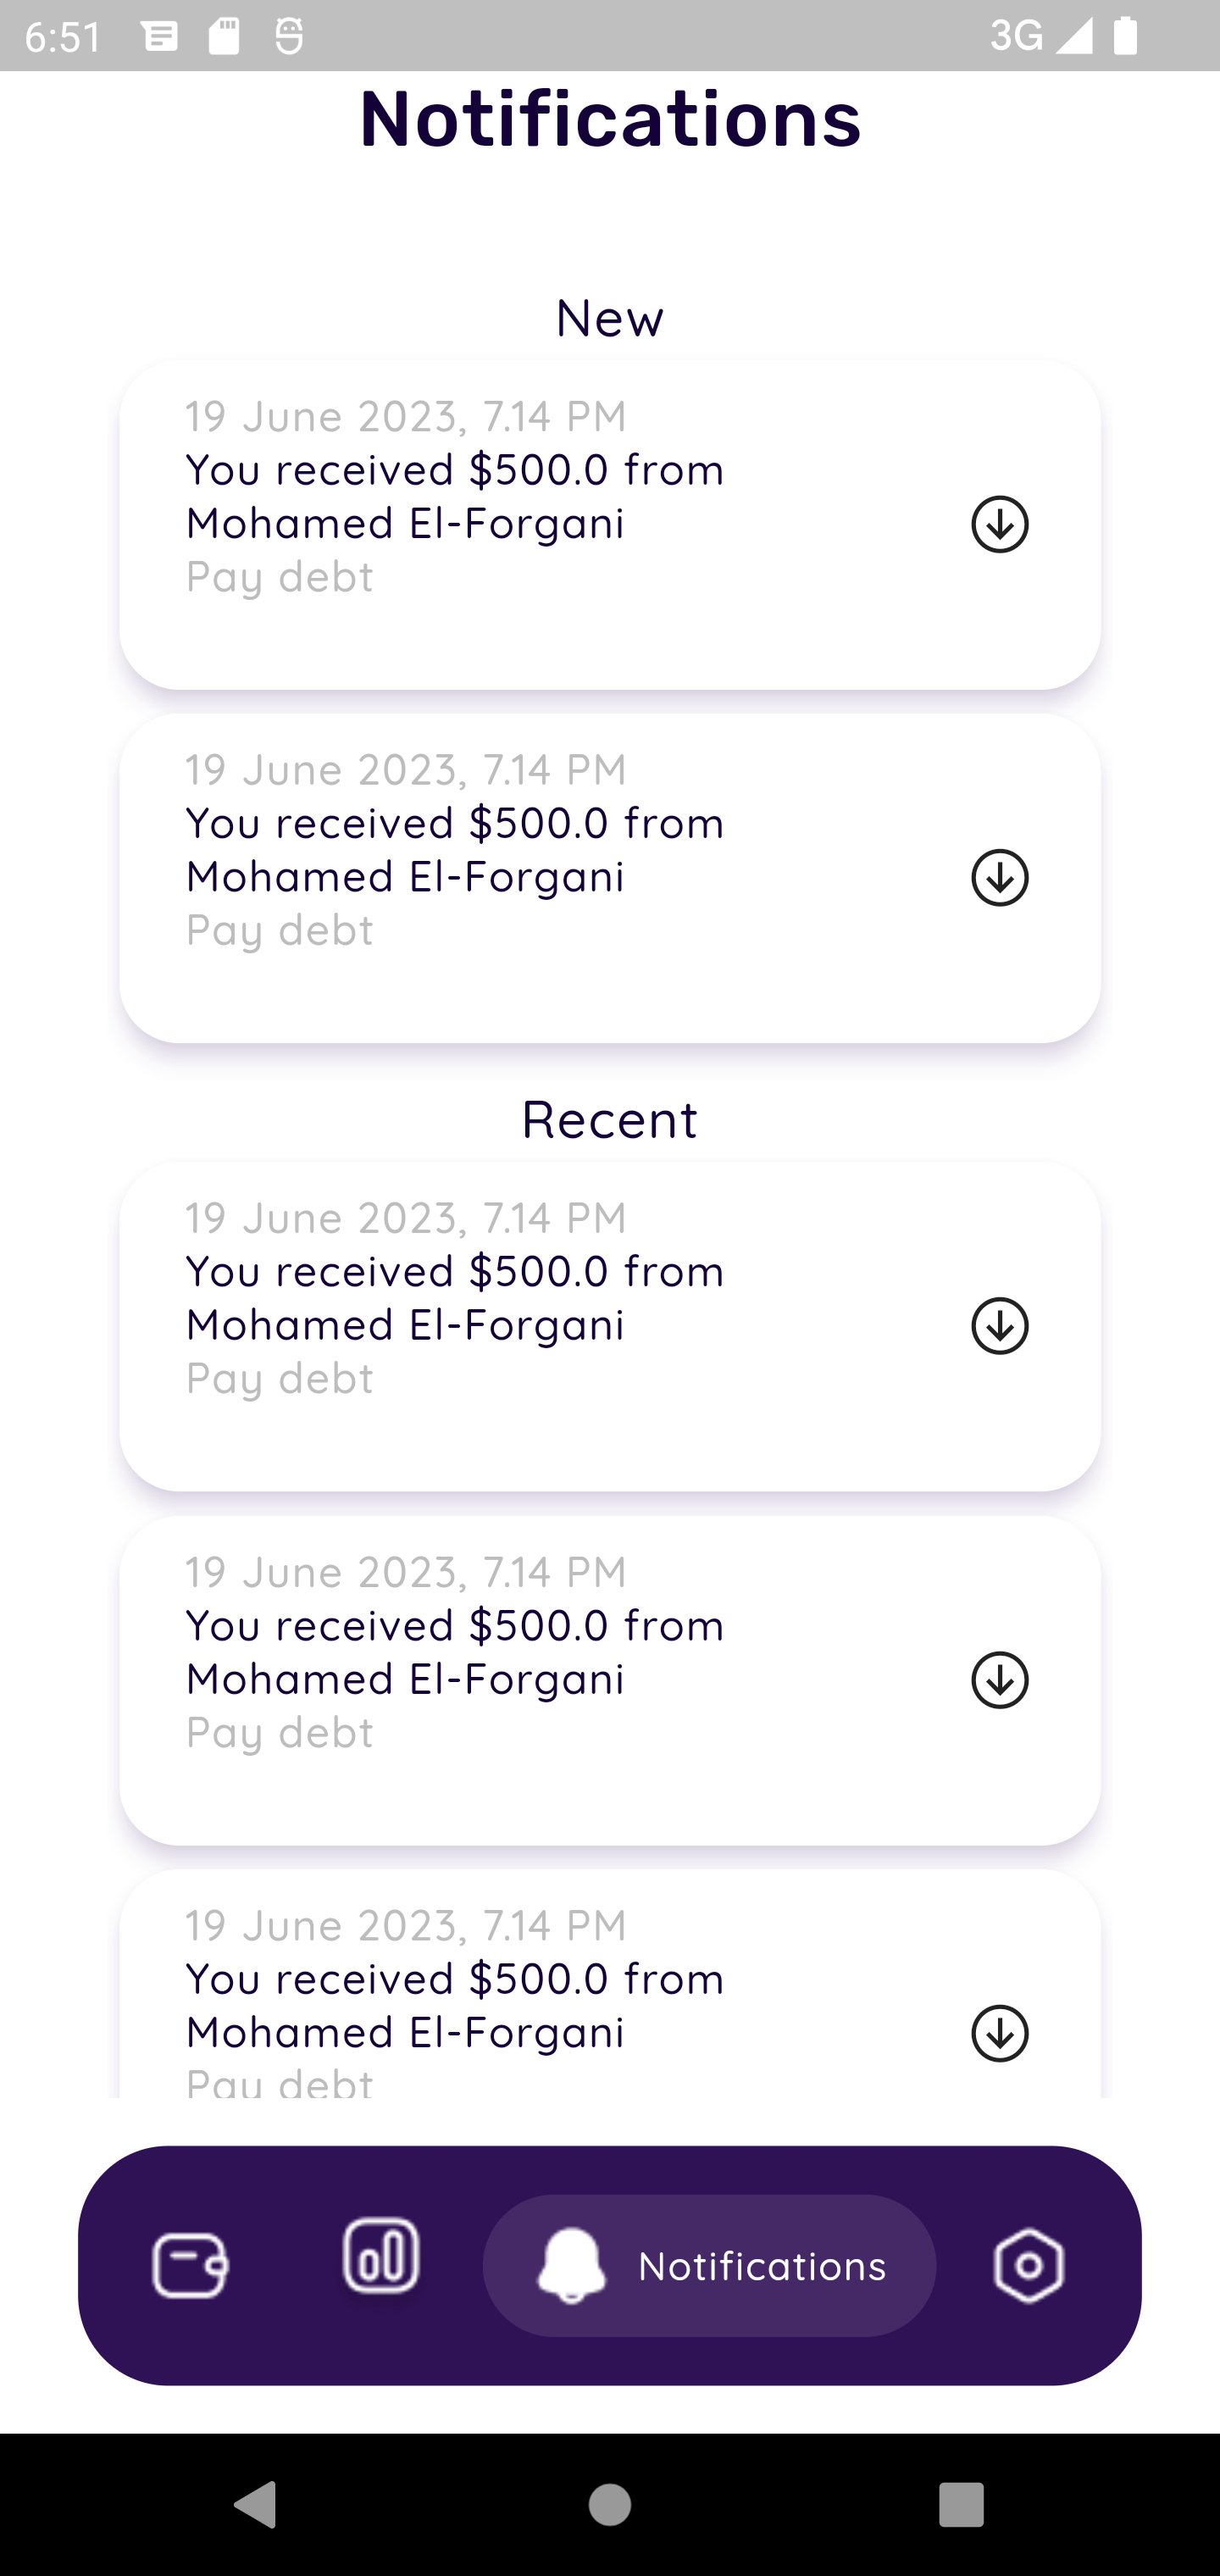 6:51
3G
Notifications
New
19 June 2023, 7.14 PM
You received $500.0 from
Mohamed El-Forgani
Pay debt
19 June 2023, 7.14 PM
You received $500.0 from
Mohamed El-Forgani
Pay debt
Recent
19 June 2023, 7.14 PM
You received $500.0 from
Mohamed El-Forgani
Pay debt
19 June 2023, 7.14 PM
You received $500.0 from
Mohamed El-Forgani
Pay debt
19 June 2023, 7.14 PM
You received $500.0 from
Mohamed El-Forgani
Pay debt
Notifications